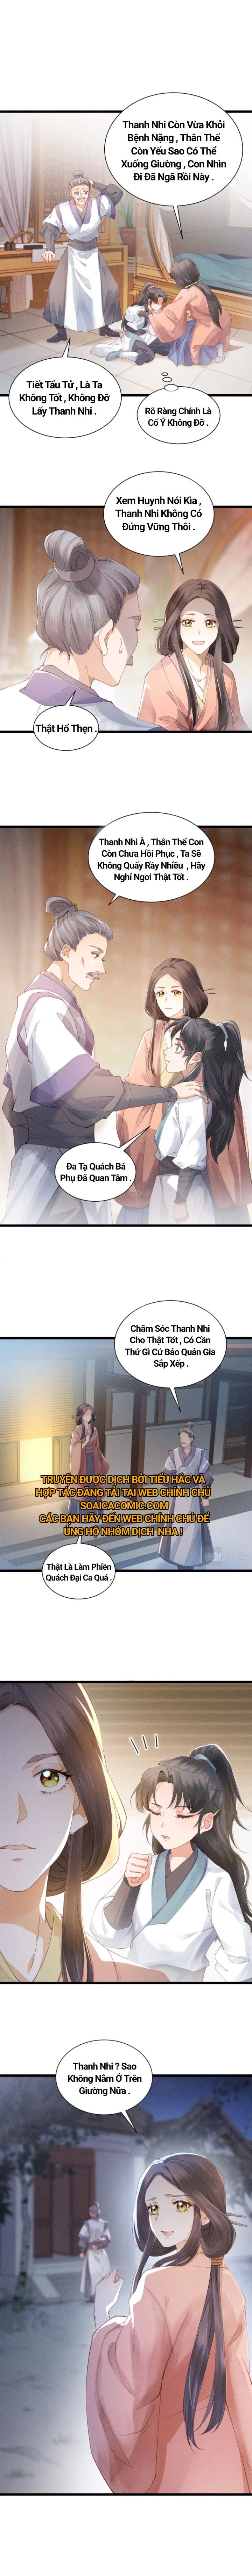 Thanh Nhi Còn Vừa Khỏi
Bệnh Nặng , Thân Thể
Còn Yếu Sao Có Thể
Xuống Giường , Con Nhìn
Đi Đã Ngã Rồi Này .
Tiết Tấu Tử , Là Ta
Không Tốt , Không Đỡ
Lấy Thanh Nhi .
Rõ Ràng Chính Là
Cố Ý Không Đỡ .
Xem Huynh Nói Kìa ,
Thanh Nhi Không Có
Đứng Vững Thôi .
Thật Hổ Thẹn .
Thanh Nhi À , Thân Thể Con
Còn Chưa Hồi Phục , Ta Sẽ
Không Quấy Rầy Nhiều , Hãy
Nghỉ Ngơi Thật Tốt .
Đa Tạ Quách Bá
Phụ Đã Quan Tâm .
Chăm Sóc Thanh Nhi
Cho Thật Tốt , Có Cần
Thứ Gì Cứ Bảo Quản Gia
Sắp Xếp .
TRUYỆN ĐƯỢC DỊCH BỞI TIỂU HẮC VÀ
HỢP TÁC ĐĂNG TẢI TẠI WEB CHÍNH CHỦ
SOAICACOMIC.COM
CÁC BẠN HÃY ĐẾN WEB CHÍNH CHỦ ĐỂ
ỦNG HỘ NHÓM DỊCH NHA !
Thật Là Làm Phiền
Quách Đại Ca Quá .
Thanh Nhi ? Sao
Không Nằm Ở Trên
Giường Nữa .